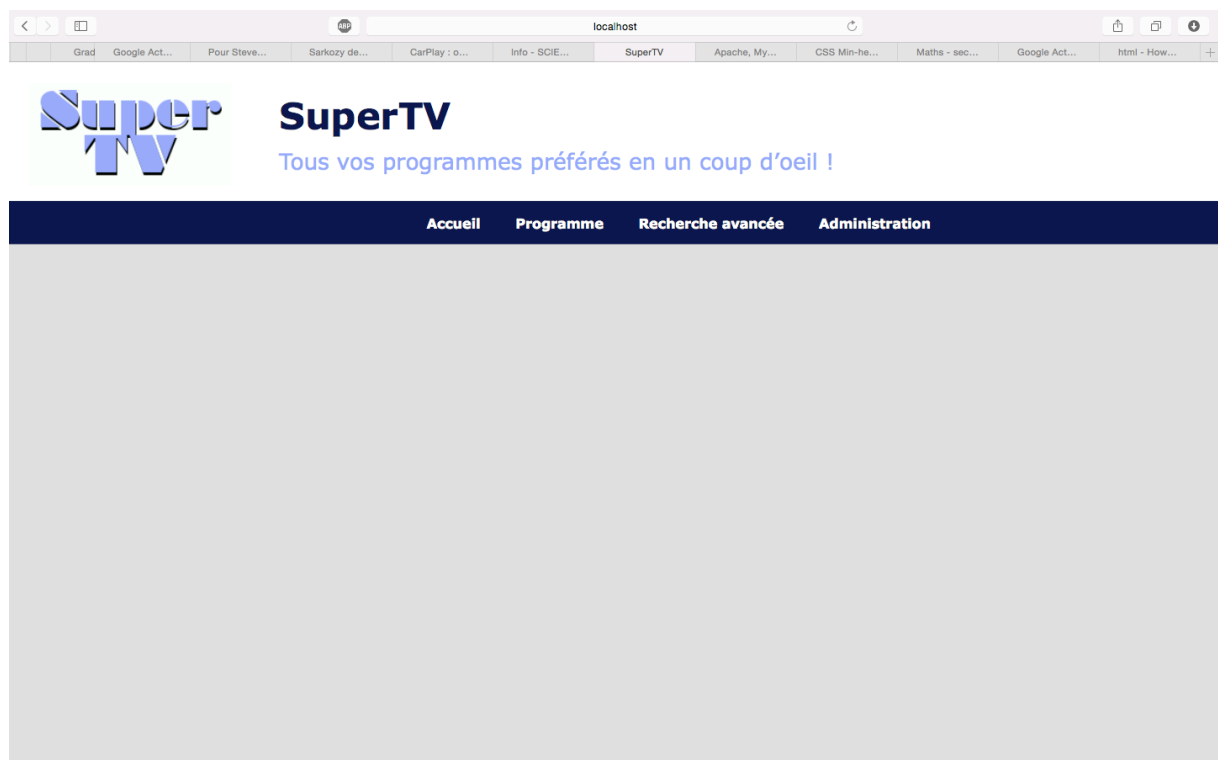 ABP
localhost
Grad Google Act... Pour Steve... Sarkozy de... CarPlay : o... Info - SCIE... SuperTV Apache, My... CSS Min-he... Maths - sec... Google Act... html - How...
Super
TV
SuperTV
Tous vos programmes préférés en un coup d’oeil !
Accueil Programme Recherche avancée Administration